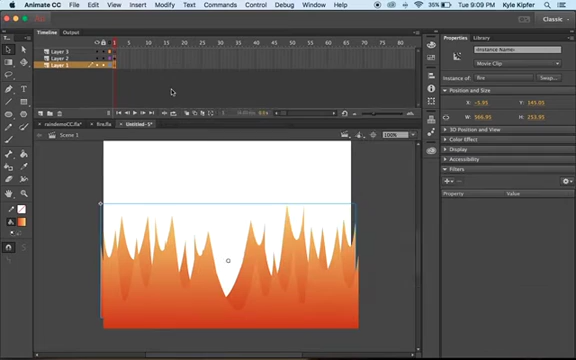 Animate CC File Edit View Insert Modify Text Commands Control Debug Window Help 35% Tue 9:09 PM Kyle Kipfer
Classic
Timeline Output
1 5 10 15 20 25 30 35 40 45 50 55 60 65 70 75 80
Layer 3
Layer 2
Layer 1
raindemoCC.fla* fire.fla Untitled-1*
Scene 1
100%
Properties Library
Instance Name
Movie Clip
Instance of: fire
Swap...
Position and Size
X: -5.95 Y: 145.05
W: 566.95 H: 253.95
3D Position and View
Color Effect
Display
Accessibility
Filters
Property Value